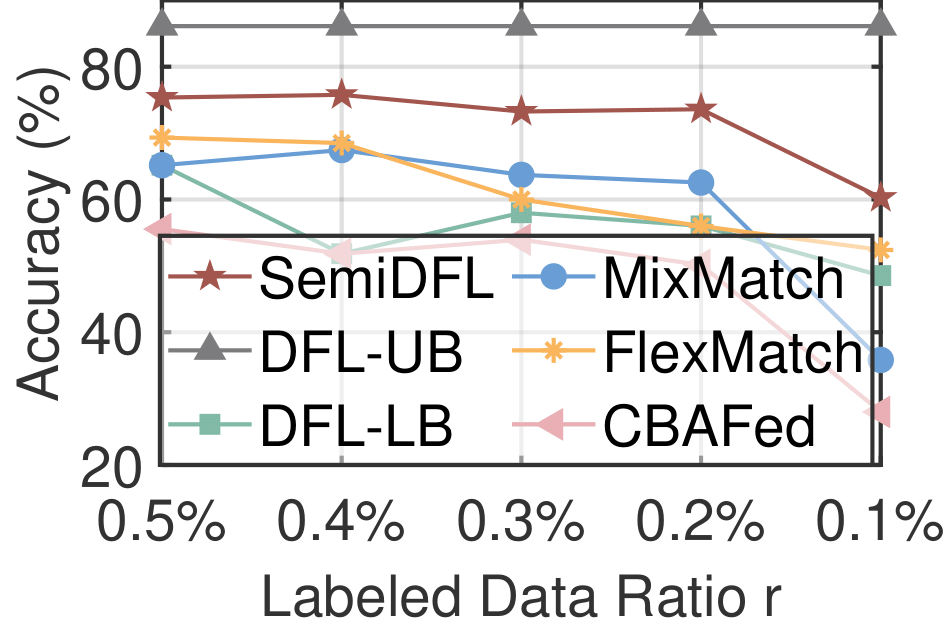 80
60
40
20
Accuracy (%)
SemiDFL MixMatch
DFL-UB FlexMatch
DFL-LB CBAFed
0.5% 0.4% 0.3% 0.2% 0.1%
Labeled Data Ratio r